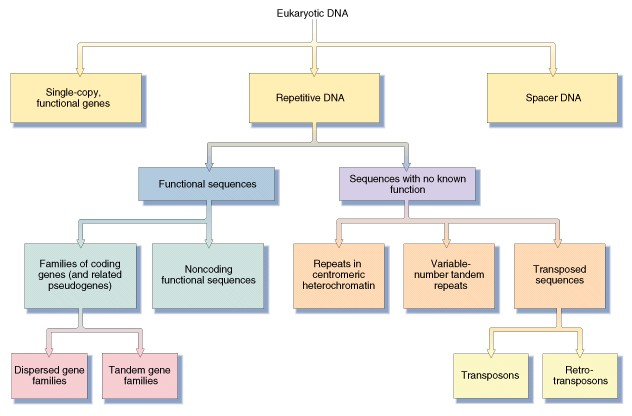 Eukaryotic DNA
Single-copy,
functional genes
Repetitive DNA
Spacer DNA
Functional sequences
Sequences with no known
function
Families of coding
genes (and related
pseudogenes)
Noncoding
functional sequences
Repeats in
centromeric
heterochromatin
Variable-
number tandem
repeats
Transposed
sequences
Dispersed gene
families
Tandem gene
families
Transposons
Retro-
transposons